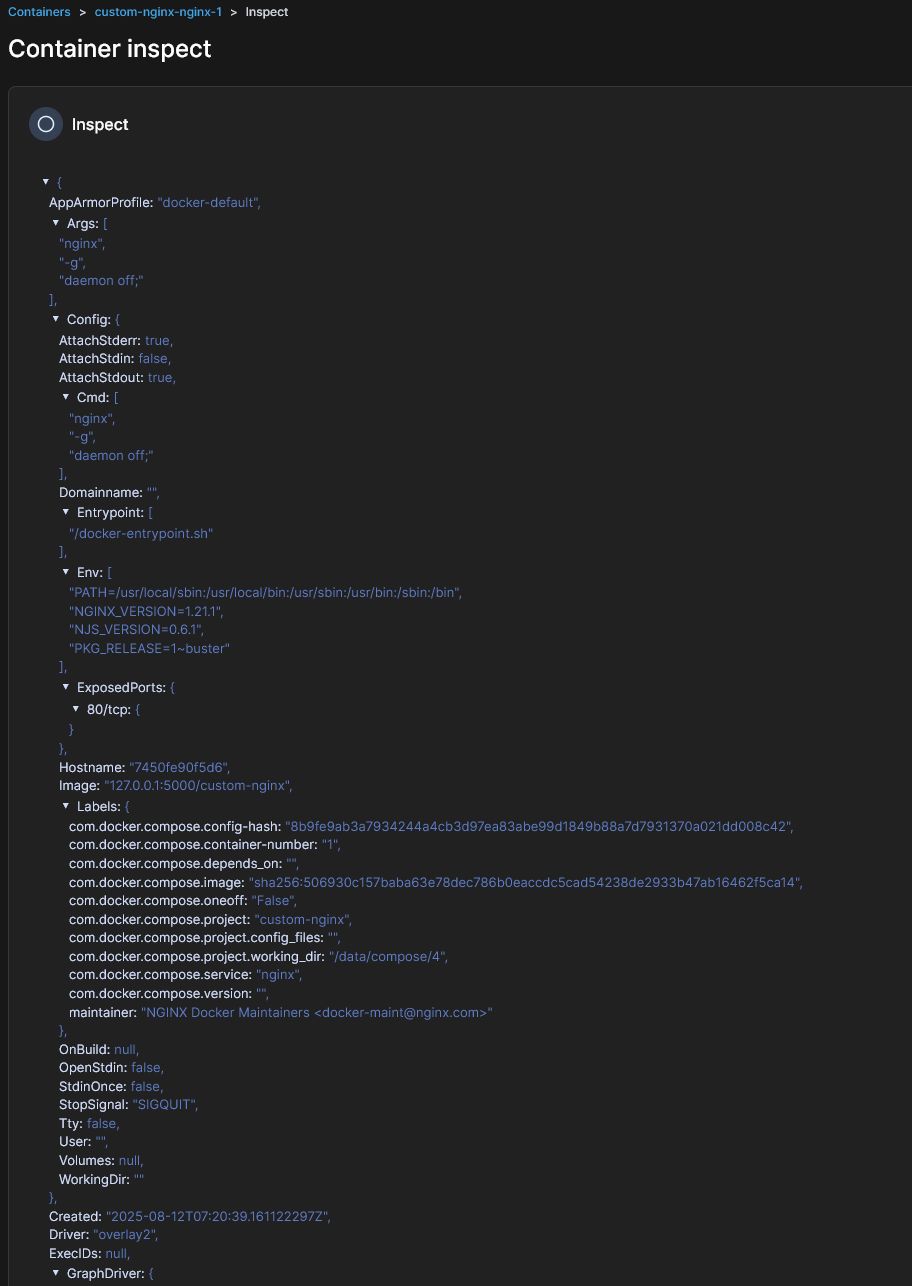 Containers > custom-nginx-nginx-1 > Inspect
Container inspect
Inspect
▼ {
AppArmorProfile: "docker-default",
▼ Args: [
"nginx",
"-g",
"daemon off;"
],
▼ Config: {
AttachStderr: true,
AttachStdin: false,
AttachStdout: true,
▼ Cmd: [
"nginx",
"-g",
"daemon off;"
],
Domainname: "",
▼ Entrypoint: [
"/docker-entrypoint.sh"
],
▼ Env: [
"PATH=/usr/local/sbin:/usr/local/bin:/usr/sbin:/usr/bin:/sbin:/bin",
"NGINX_VERSION=1.21.1",
"NJS_VERSION=0.6.1",
"PKG_RELEASE=1~buster"
],
▼ ExposedPorts: {
▼ 80/tcp: {
}
},
Hostname: "7450fe90f5d6",
Image: "127.0.0.1:5000/custom-nginx",
▼ Labels: {
com.docker.compose.config-hash: "8b9fe9ab3a7934244a4cb3d97ea83abe99d1849b88a7d7931370a021dd008c42",
com.docker.compose.container-number: "1",
com.docker.compose.depends_on: "",
com.docker.compose.image: "sha256:506930c157baba63e78dec786b0eaccdc5cad54238de2933b47ab16462f5ca14",
com.docker.compose.oneoff: "False",
com.docker.compose.project: "custom-nginx",
com.docker.compose.project.config_files: "",
com.docker.compose.project.working_dir: "/data/compose/4",
com.docker.compose.service: "nginx",
com.docker.compose.version: "",
maintainer: "NGINX Docker Maintainers <docker-maint@nginx.com>"
},
OnBuild: null,
OpenStdin: false,
StdinOnce: false,
StopSignal: "SIGQUIT",
Tty: false,
User: "",
Volumes: null,
WorkingDir: ""
},
Created: "2025-08-12T07:20:39.161122297Z",
Driver: "overlay2",
ExecIDs: null,
▼ GraphDriver: {